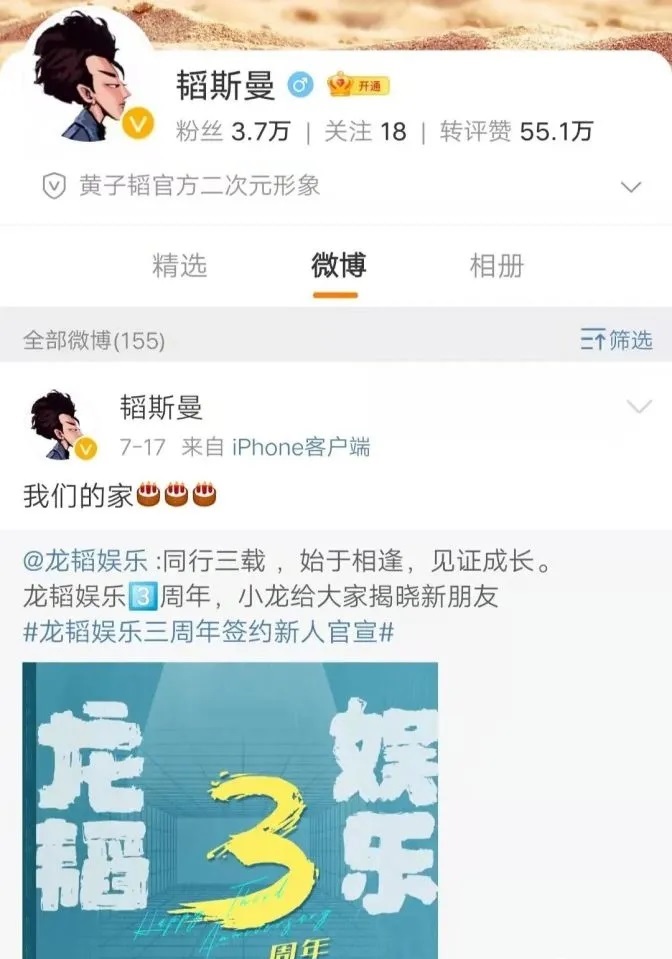 韬斯曼 开通
粉丝 3.7万 | 关注 18 | 转评赞 55.1万
黄子韬官方二次元形象
精选 微博 相册
全部微博(155) 筛选
韬斯曼
7-17 来自 iPhone客户端
我们的家🎂🎂🎂
@龙韬娱乐 :同行三载 ，始于相逢，见证成长。
龙韬娱乐3️⃣周年，小龙给大家揭晓新朋友
#龙韬娱乐三周年签约新人官宣#
龙韬 3 娱乐
Happy Third
Anniversary
周年